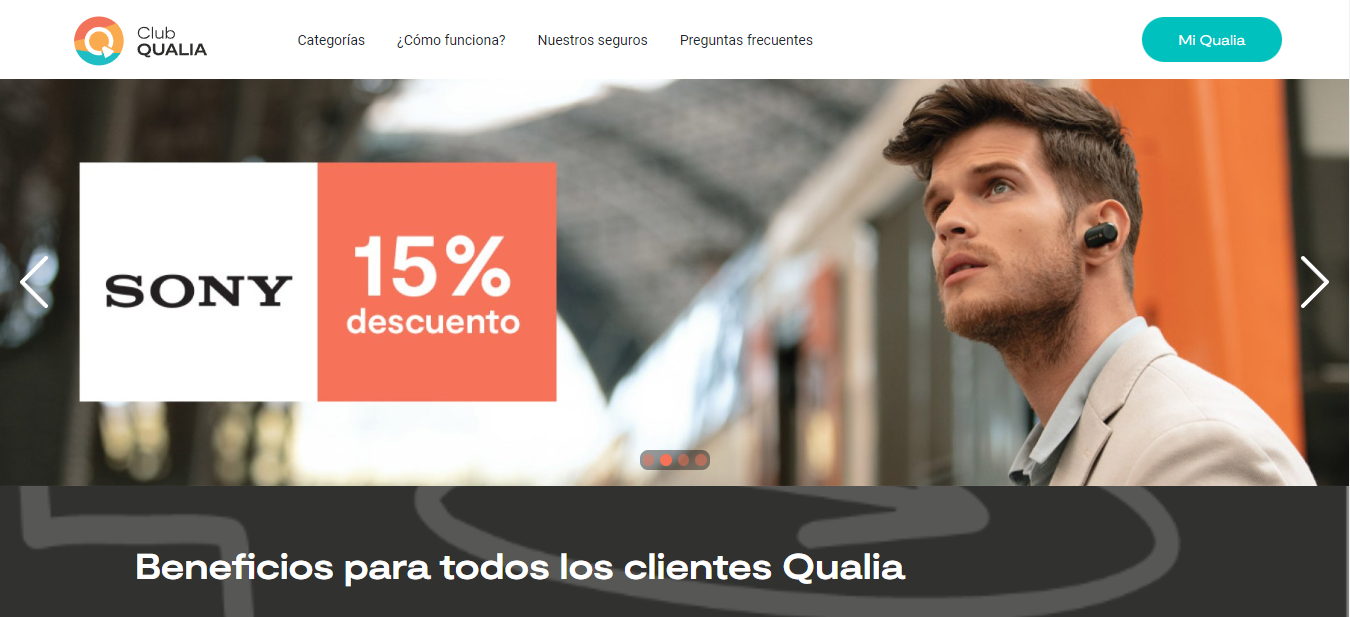 Club
QUALIA
Categorías
¿Cómo funciona?
Nuestros seguros
Preguntas frecuentes
Mi Qualia
SONY
15%
descuento
Beneficios para todos los clientes Qualia